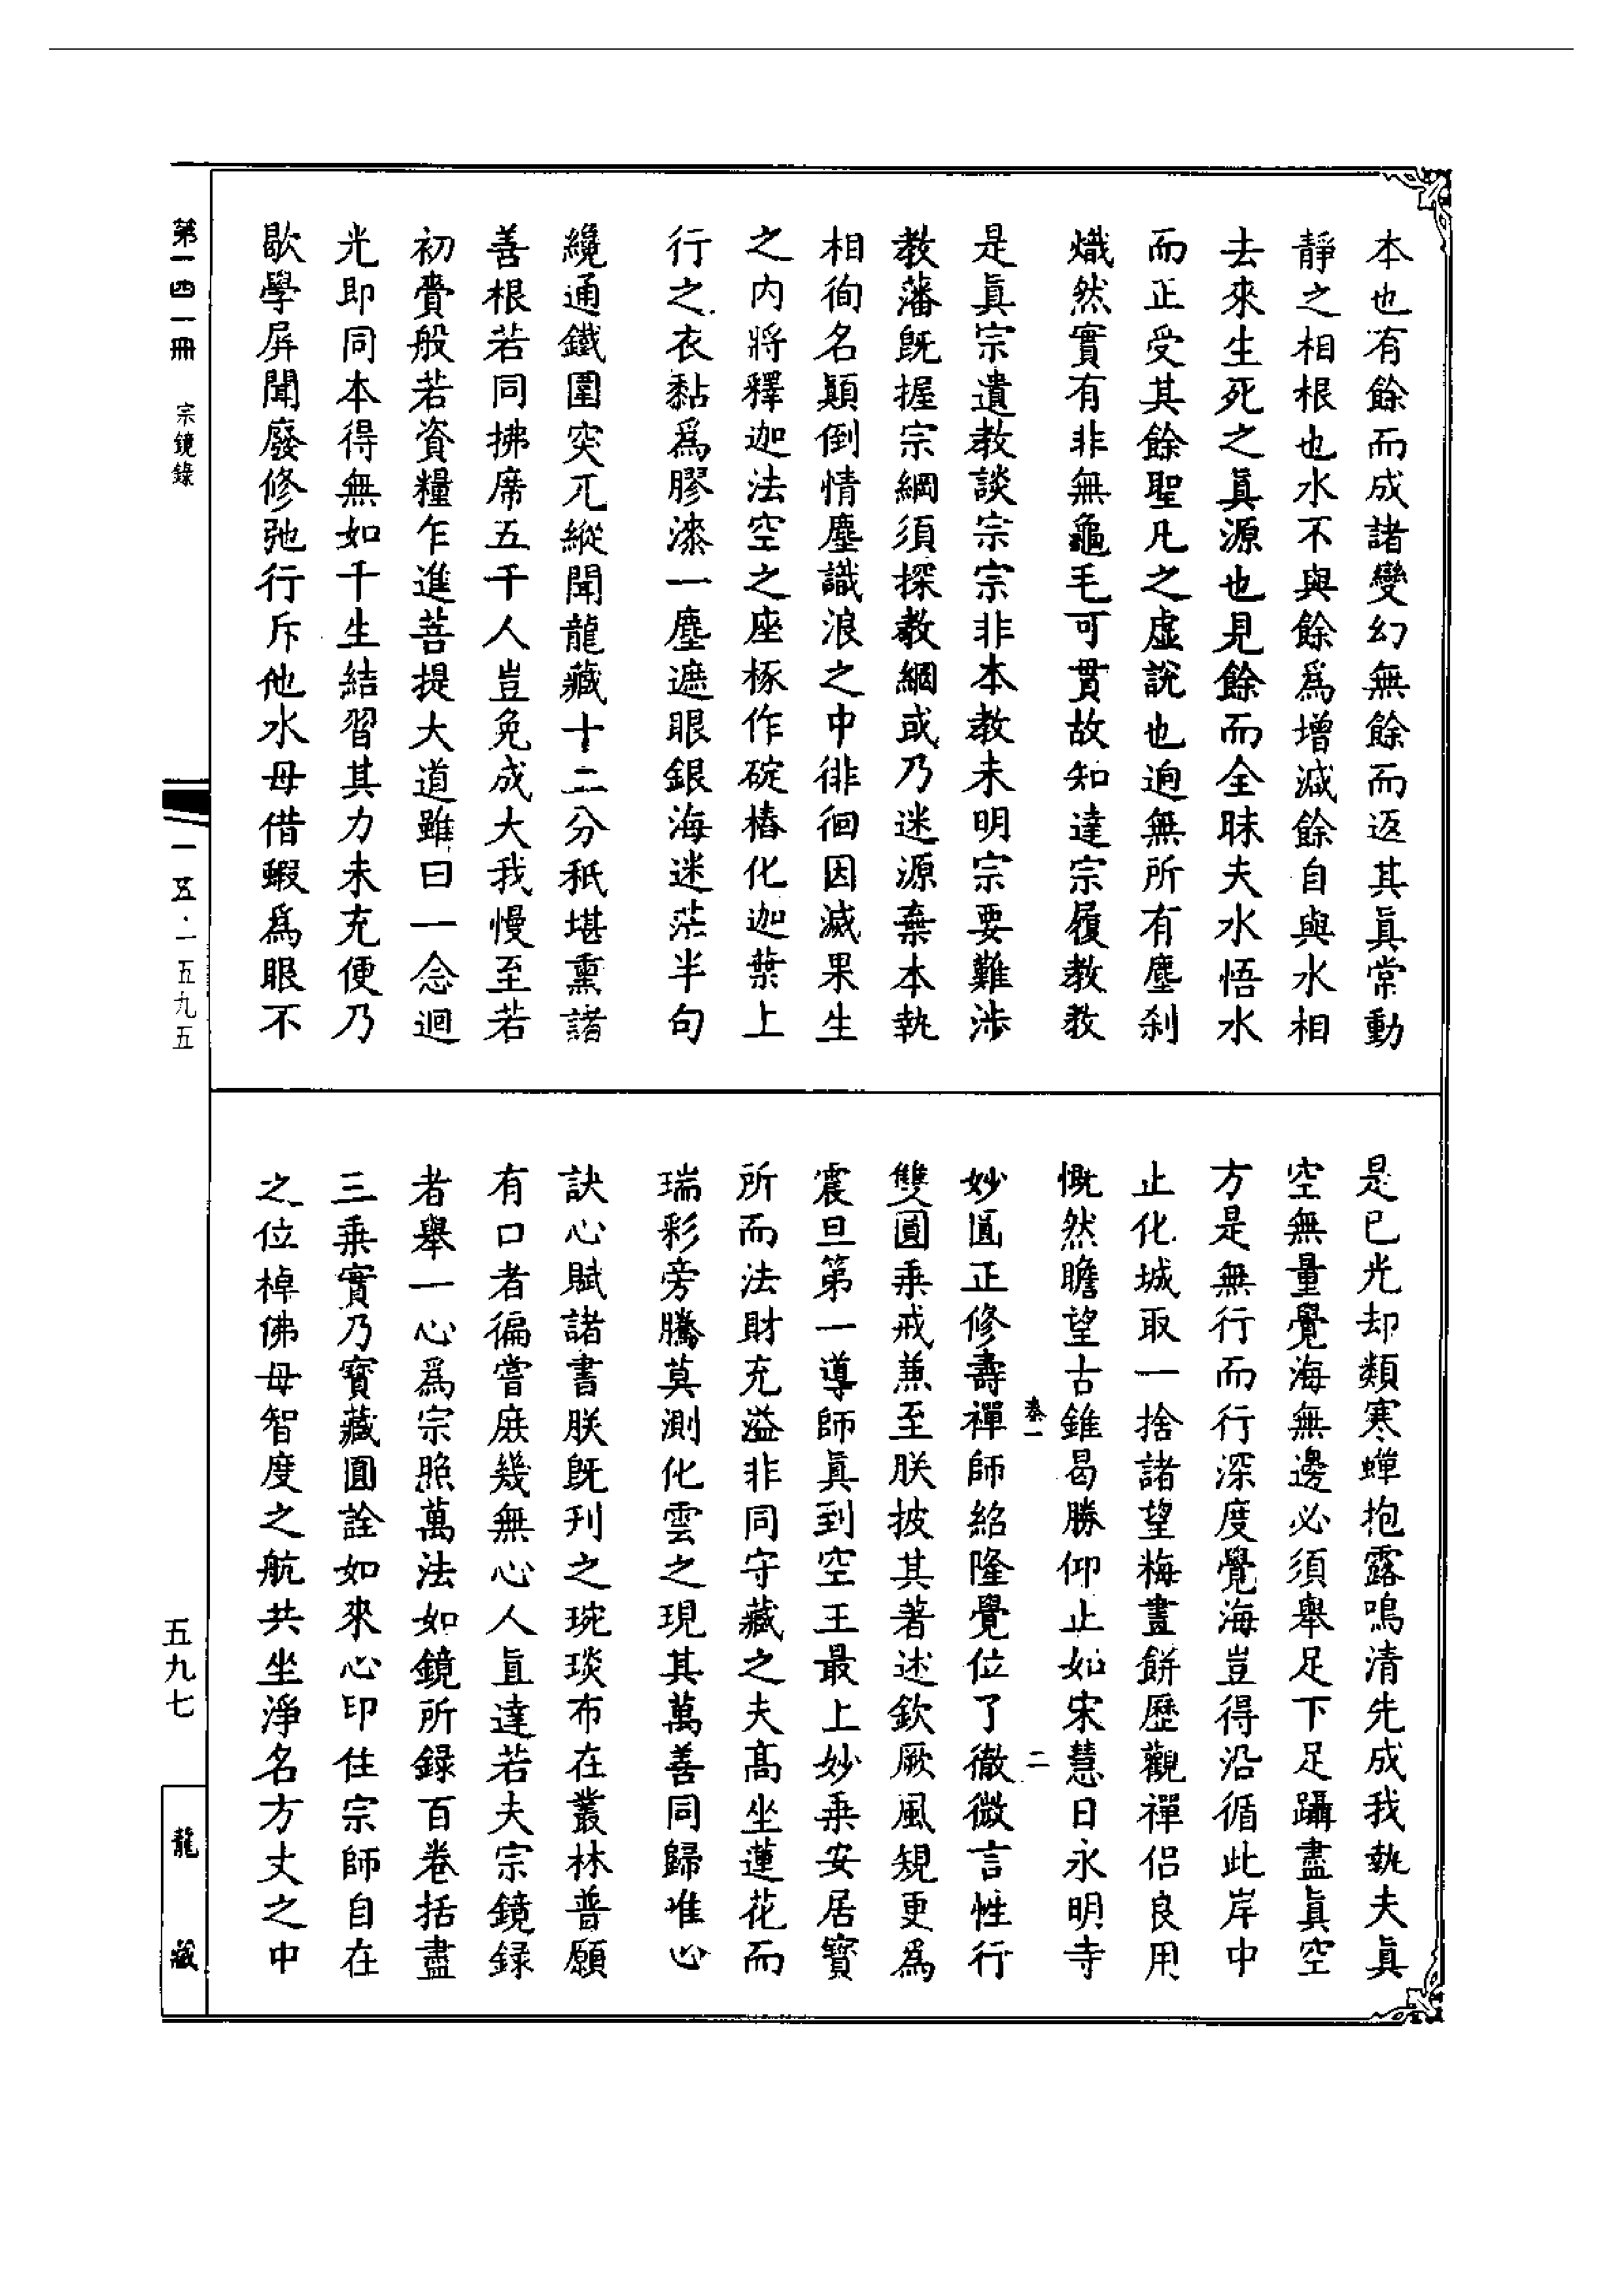 本也有餘而成諸變幻無餘而返其眞常動
靜之相根也水不與餘爲增減餘自與水相
去來生死之眞源也見餘而全昧夫水悟水
而正受其餘聖凡之虛說也迥無所有塵刹
熾然實有非無龜毛可貫故知達宗履教教
是眞宗遺教談宗宗非本教未明宗要難涉
教藩旣握宗綱須探教網或乃迷源棄本執
相徇名顚倒情塵識浪之中徘徊因滅果生
之内將釋迦法空之座椓作碇樁化迦葉上
行之衣黏爲膠漆一塵遮眼銀海迷茫半句
纔通鐵圍突兀縱聞龍藏十二分秖堪熏諸
善根若同拂席五千人豈免成大我慢至若
初賷般若資糧乍進菩提大道雖曰一念迴
光即同本得無如千生結習其力未充便乃
歇學屏聞廢修弛行斥他水母借蝦爲眼不
是已光却類寒蟬抱露鳴清先成我執夫眞
空無量覺海無邊必須舉足下足躡盡眞空
方是無行而行深度覺海豈得沿循此岸中
止化城取一捨諸望梅畫餅歷觀禪侣良用
慨然瞻望古錐曷勝仰止如宋慧日永明寺
妙圓正修壽禪師紹隆覺位了徹微言性行
雙圓乘戒兼至朕披其著述欽厥風規更爲
震旦第一導師眞到空王最上妙乘安居寶
所而法財充溢非同守藏之夫高坐蓮花而
瑞彩旁騰莫測化雲之現其萬善同歸唯心
訣心賦諸書朕旣刋之琬琰布在叢林普願
有口者徧嘗庶幾無心人直達若夫宗鏡録
者舉一心爲宗照萬法如鏡所録百卷括盡
三乘實乃寳藏圓詮如來心印住宗師自在
之位棹佛母智度之航共坐淨名方丈之中
秦一
二
第一四一冊 宗鏡錄
一五·一五九五
五九七
龍藏